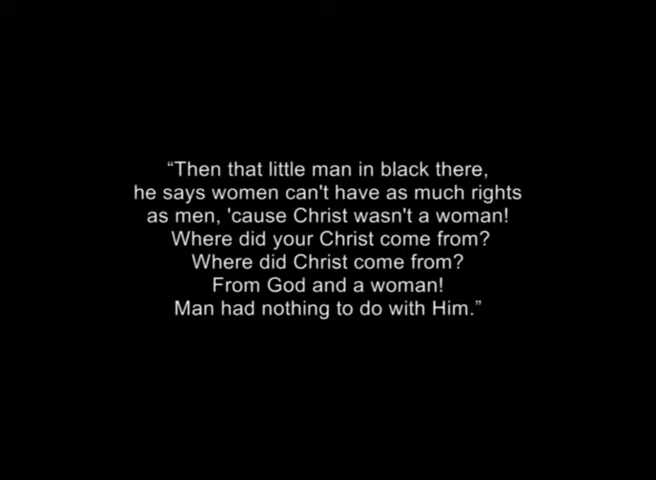 “Then that little man in black there,
he says women can't have as much rights
as men, 'cause Christ wasn't a woman!
Where did your Christ come from?
Where did Christ come from?
From God and a woman!
Man had nothing to do with Him.”